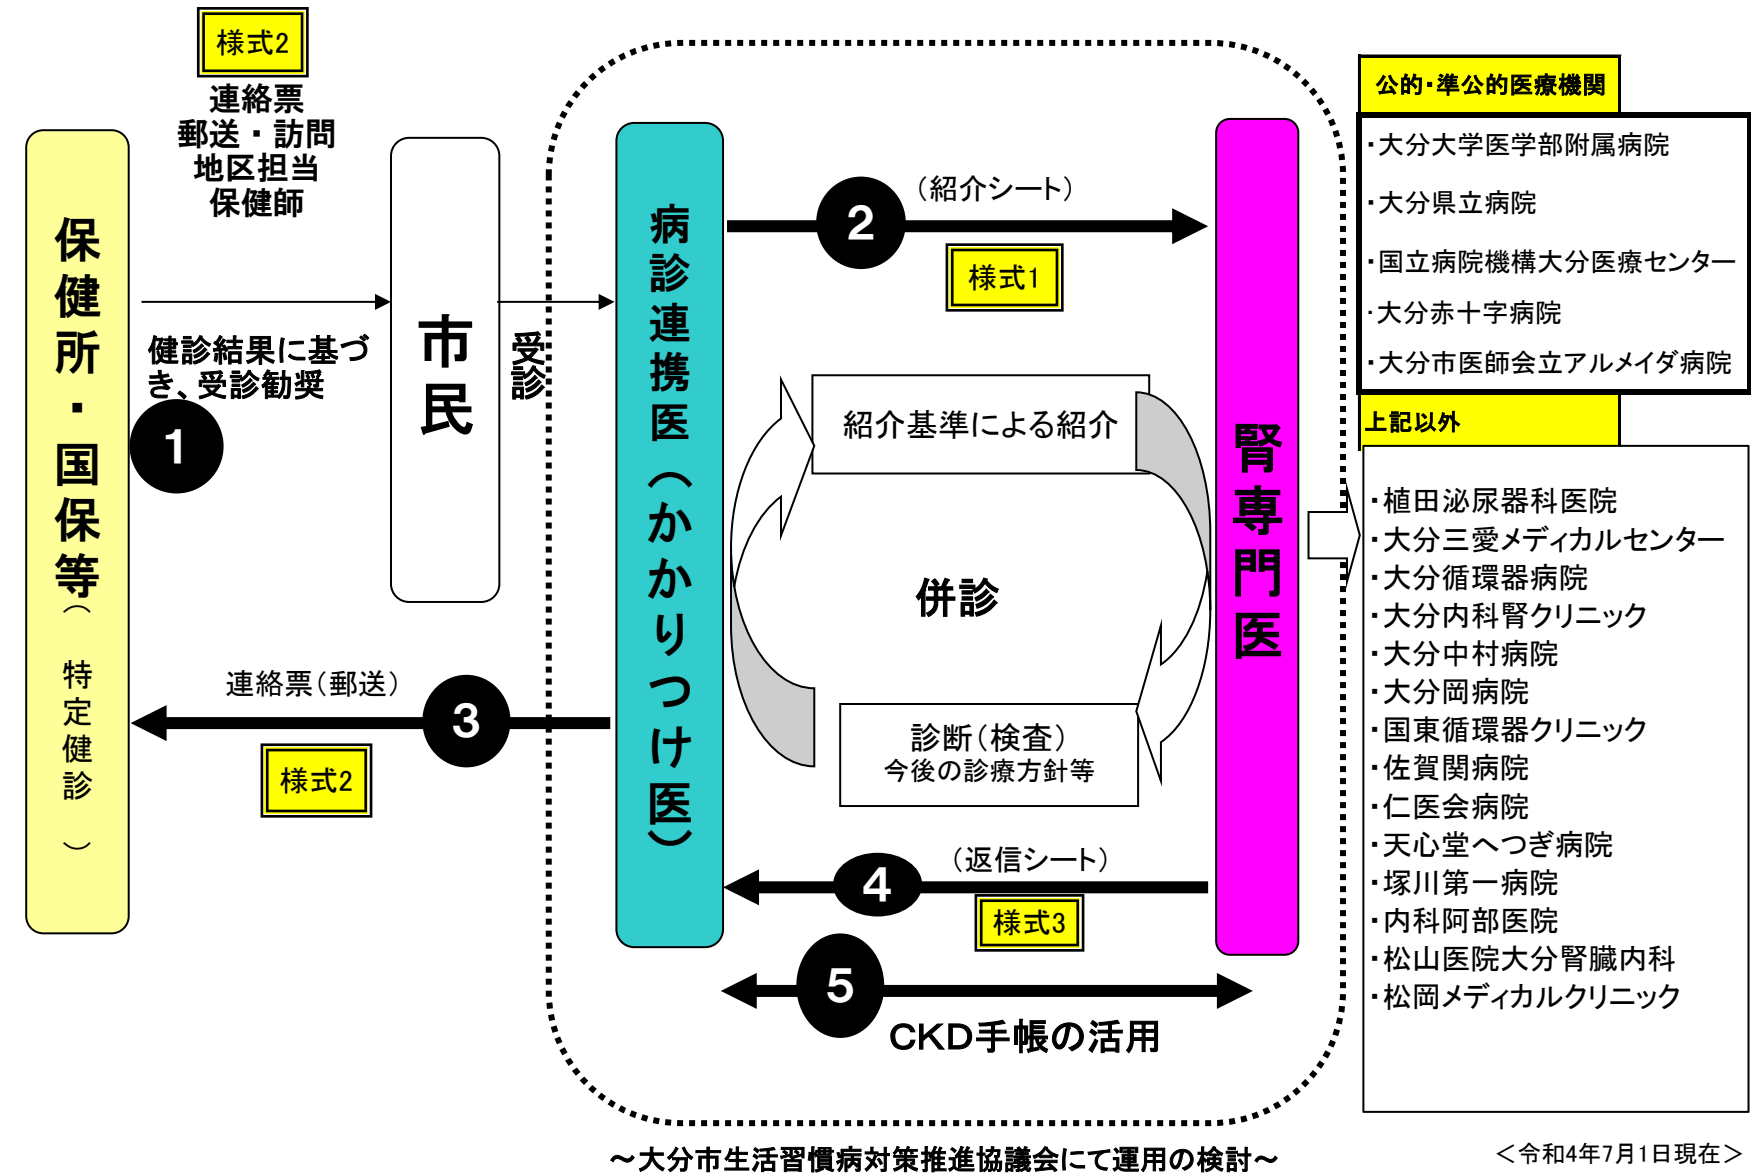 様式2
連絡票
郵送・訪問
地区担当
保健師
保健所・国保等
（特定健診）
健診結果に基づ
き、受診勧奨
1
市民
受診
病診連携医（かかりつけ医）
2
（紹介シート）
様式1
紹介基準による紹介
併診
診断（検査）
今後の診療方針等
連絡票（郵送）
3
様式2
（返信シート）
4
様式3
5
CKD手帳の活用
腎専門医
公的・準公的医療機関
・大分大学医学部附属病院
・大分県立病院
・国立病院機構大分医療センター
・大分赤十字病院
・大分市医師会立アルメイダ病院
上記以外
・植田泌尿器科医院
・大分三愛メディカルセンター
・大分循環器病院
・大分内科腎クリニック
・大分中村病院
・大分岡病院
・国東循環器クリニック
・佐賀関病院
・仁医会病院
・天心堂へつぎ病院
・塚川第一病院
・内科阿部医院
・松山医院大分腎臓内科
・松岡メディカルクリニック
～大分市生活習慣病対策推進協議会にて運用の検討～
＜令和4年7月1日現在＞